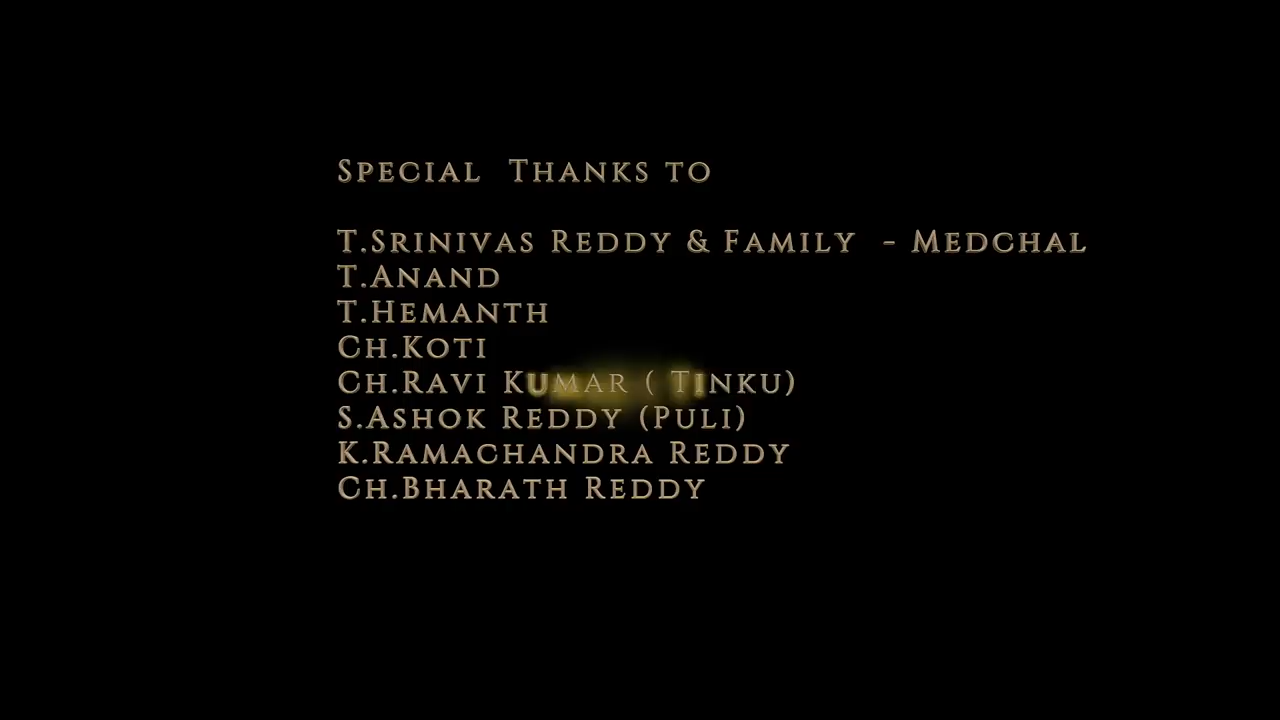 Special Thanks to
T.Srinivas Reddy & Family - Medchal
T.Anand
T.Hemanth
Ch.Koti
Ch.Ravi Kumar ( Tinku)
S.Ashok Reddy (Puli)
K.Ramachandra Reddy
Ch.Bharath Reddy